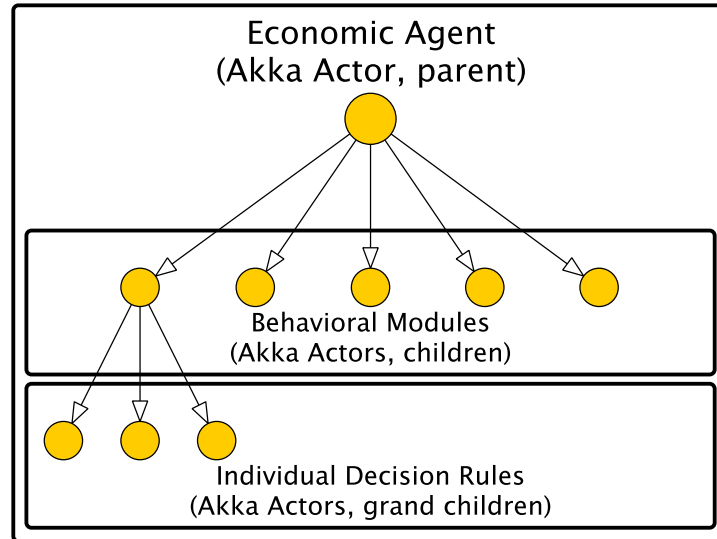 Economic Agent
(Akka Actor, parent)
Behavioral Modules
(Akka Actors, children)
Individual Decision Rules
(Akka Actors, grand children)